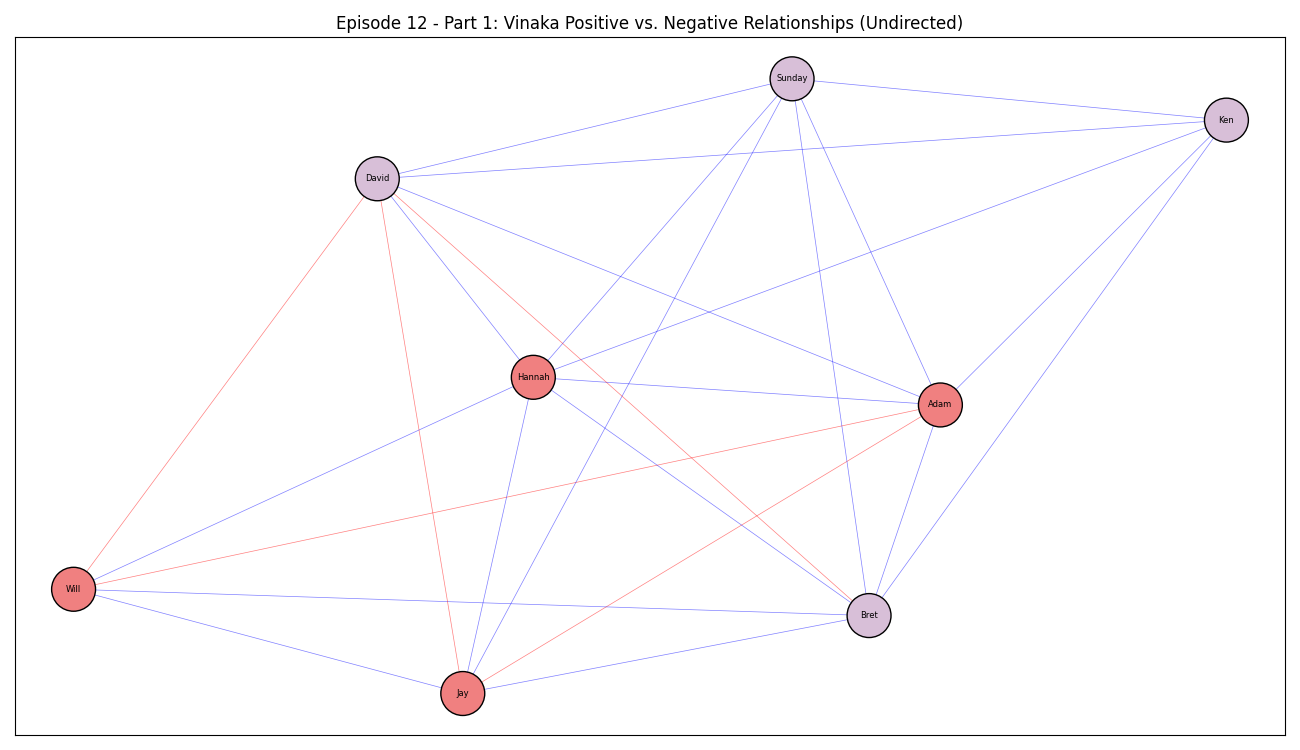 Episode 12 - Part 1: Vinaka Positive vs. Negative Relationships (Undirected)
Sunday
Ken
David
Hannah
Adam
Will
Bret
Jay